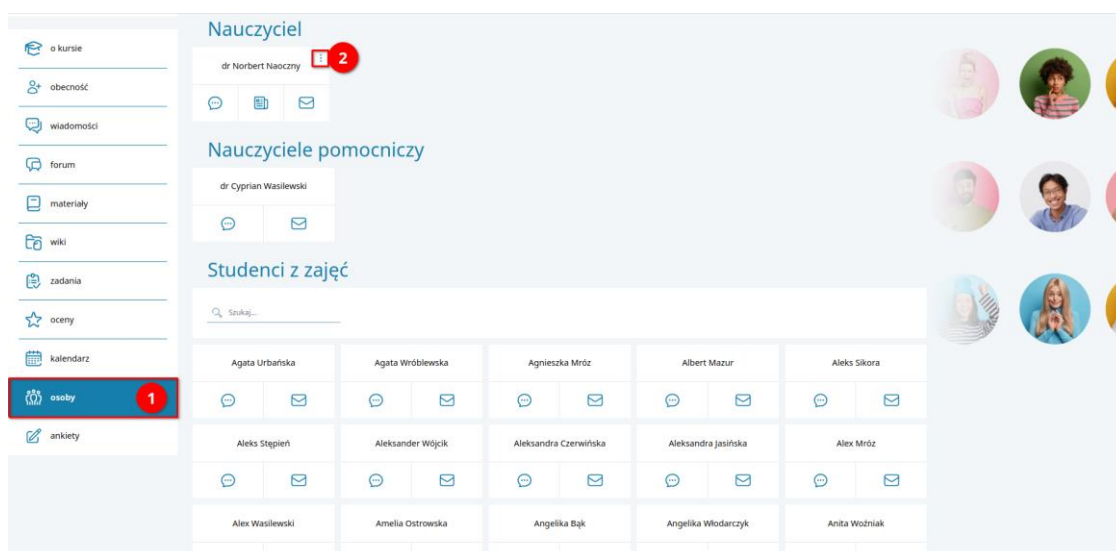 Nauczyciel
o kursie
dr Norbert Naoczny
2
obecność
wiadomości
Nauczyciele pomocniczy
forum
dr Cyprian Wasilewski
materiały
wiki
Studenci z zajęć
zadania
Szukaj...
oceny
kalendarz
Agata Urbańska Agata Wróblewska Agnieszka Mróz Albert Mazur Aleks Sikora
osoby 1
ankiety
Aleks Stępień Aleksander Wójcik Aleksandra Czerwińska Aleksandra Jasińska Alex Mróz
Alex Wasilewski Amelia Ostrowska Angelika Bąk Angelika Włodarczyk Anita Woźniak